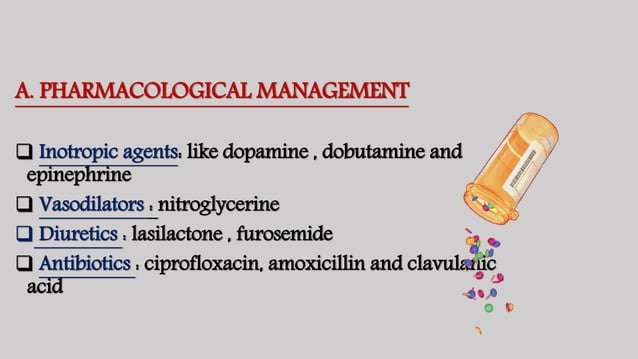 A. PHARMACOLOGICAL MANAGEMENT
❑ Inotropic agents: like dopamine , dobutamine and
epinephrine
❑ Vasodilators : nitroglycerine
❑ Diuretics : lasilactone , furosemide
❑ Antibiotics : ciprofloxacin, amoxicillin and clavulanic
acid